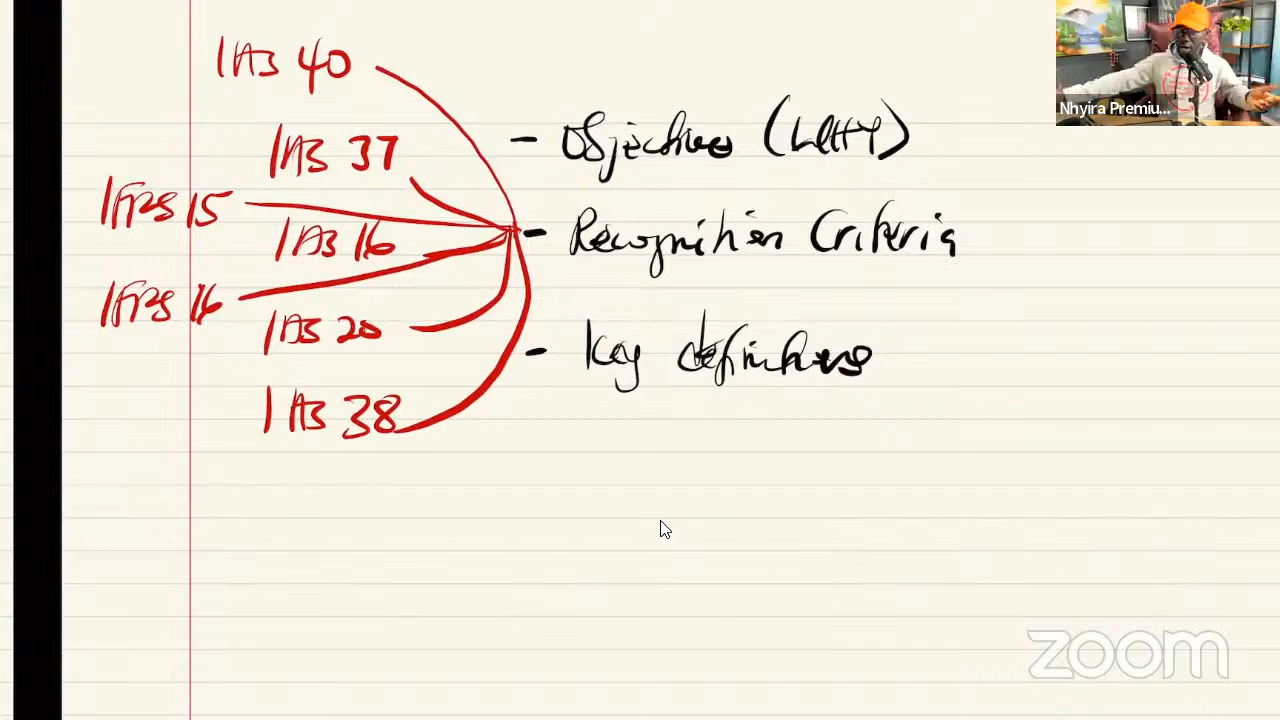 IAS 40
IAS 37
IFRS 15
IAS 16
IFRS 16
IAS 20
IAS 38
- Objectives (WHY)
- Recognition Criteria
- Key definitions
Nhyira Premiu...
zoom